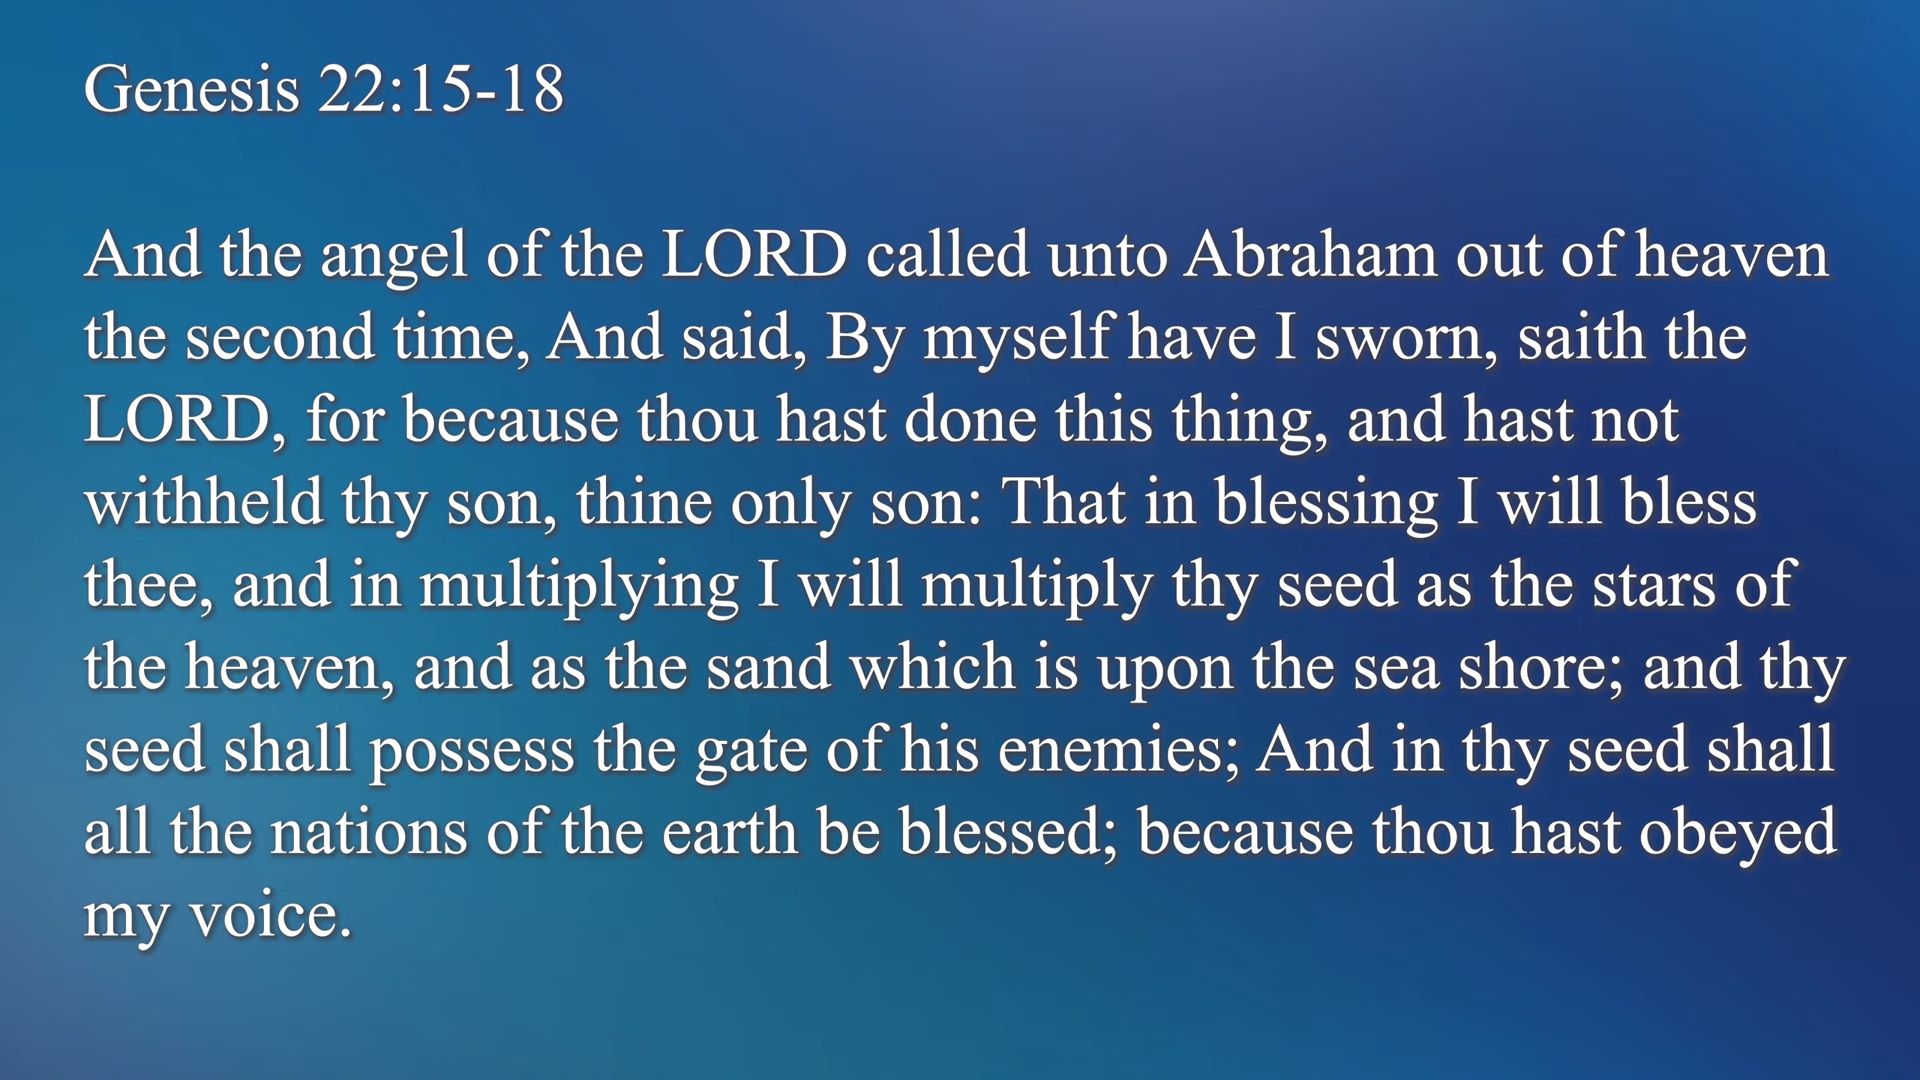 Genesis 22:15-18
And the angel of the LORD called unto Abraham out of heaven
the second time, And said, By myself have I sworn, saith the
LORD, for because thou hast done this thing, and hast not
withheld thy son, thine only son: That in blessing I will bless
thee, and in multiplying I will multiply thy seed as the stars of
the heaven, and as the sand which is upon the sea shore; and thy
seed shall possess the gate of his enemies; And in thy seed shall
all the nations of the earth be blessed; because thou hast obeyed
my voice.